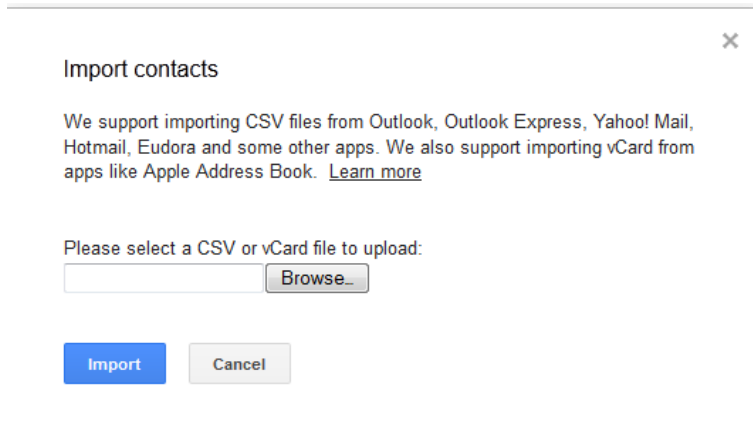 Import contacts
We support importing CSV files from Outlook, Outlook Express, Yahoo! Mail,
Hotmail, Eudora and some other apps. We also support importing vCard from
apps like Apple Address Book. Learn more
Please select a CSV or vCard file to upload:
Browse...
Import Cancel